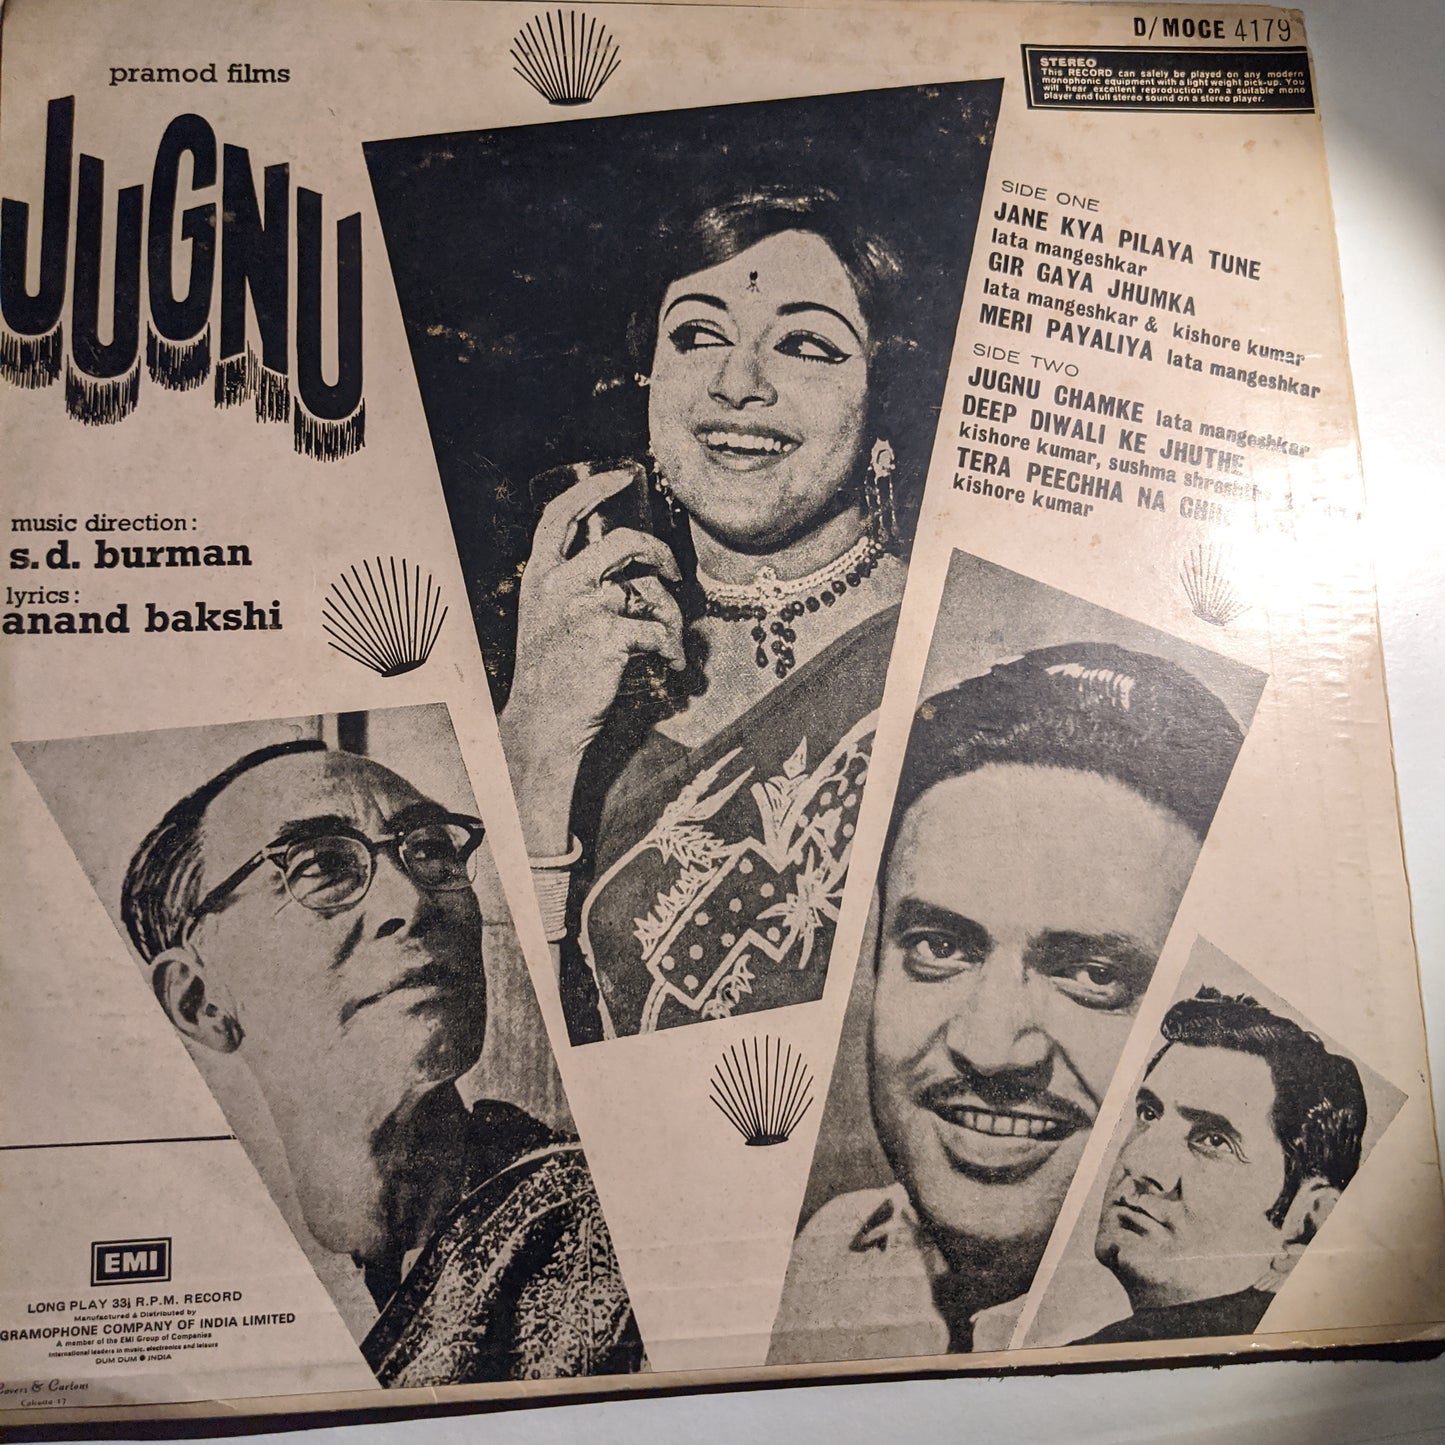 D/MOCE 4179
STEREO
This RECORD can safely be played on any modern
monophonic equipment with a light weight pick-up. You
will hear excellent reproduction on a suitable mono
player and full stereo sound on a stereo player.
pramod films
JUGNU
music direction:
s.d. burman
lyrics:
anand bakshi
SIDE ONE
JANE KYA PILAYA TUNE
lata mangeshkar
GIR GAYA JHUMKA
lata mangeshkar & kishore kumar
MERI PAYALIYA lata mangeshkar
SIDE TWO
JUGNU CHAMKE lata mangeshkar
DEEP DIWALI KE JHUTHE
kishore kumar, sushma
TERA PEECHHA NA
kishore kumar
EMI
LONG PLAY 33⅓ R.P.M. RECORD
Manufactured & Distributed by
GRAMOPHONE COMPANY OF INDIA LIMITED
A member of the EMI Group of Companies
International leaders in music, electronics and leisure
DUM DUM ● INDIA
Covers & Cartons
Calcutta-17